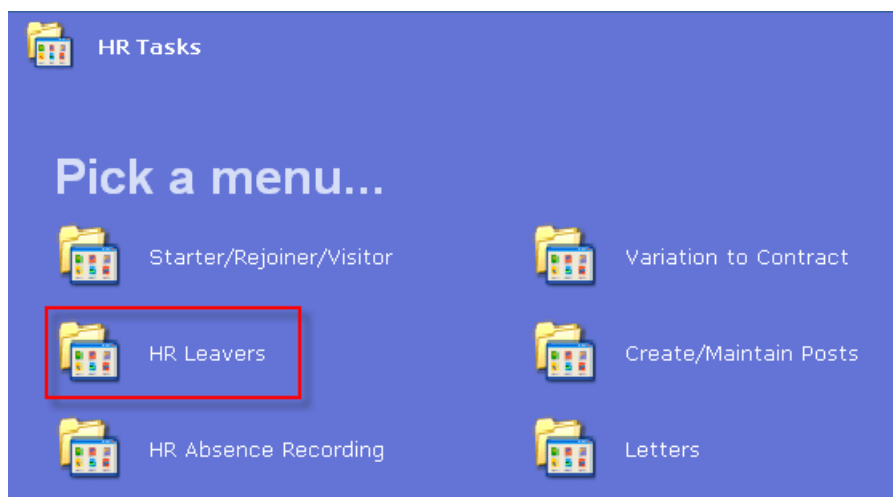 HR Tasks
Pick a menu...
Starter/Rejoiner/Visitor
Variation to Contract
HR Leavers
Create/Maintain Posts
HR Absence Recording
Letters